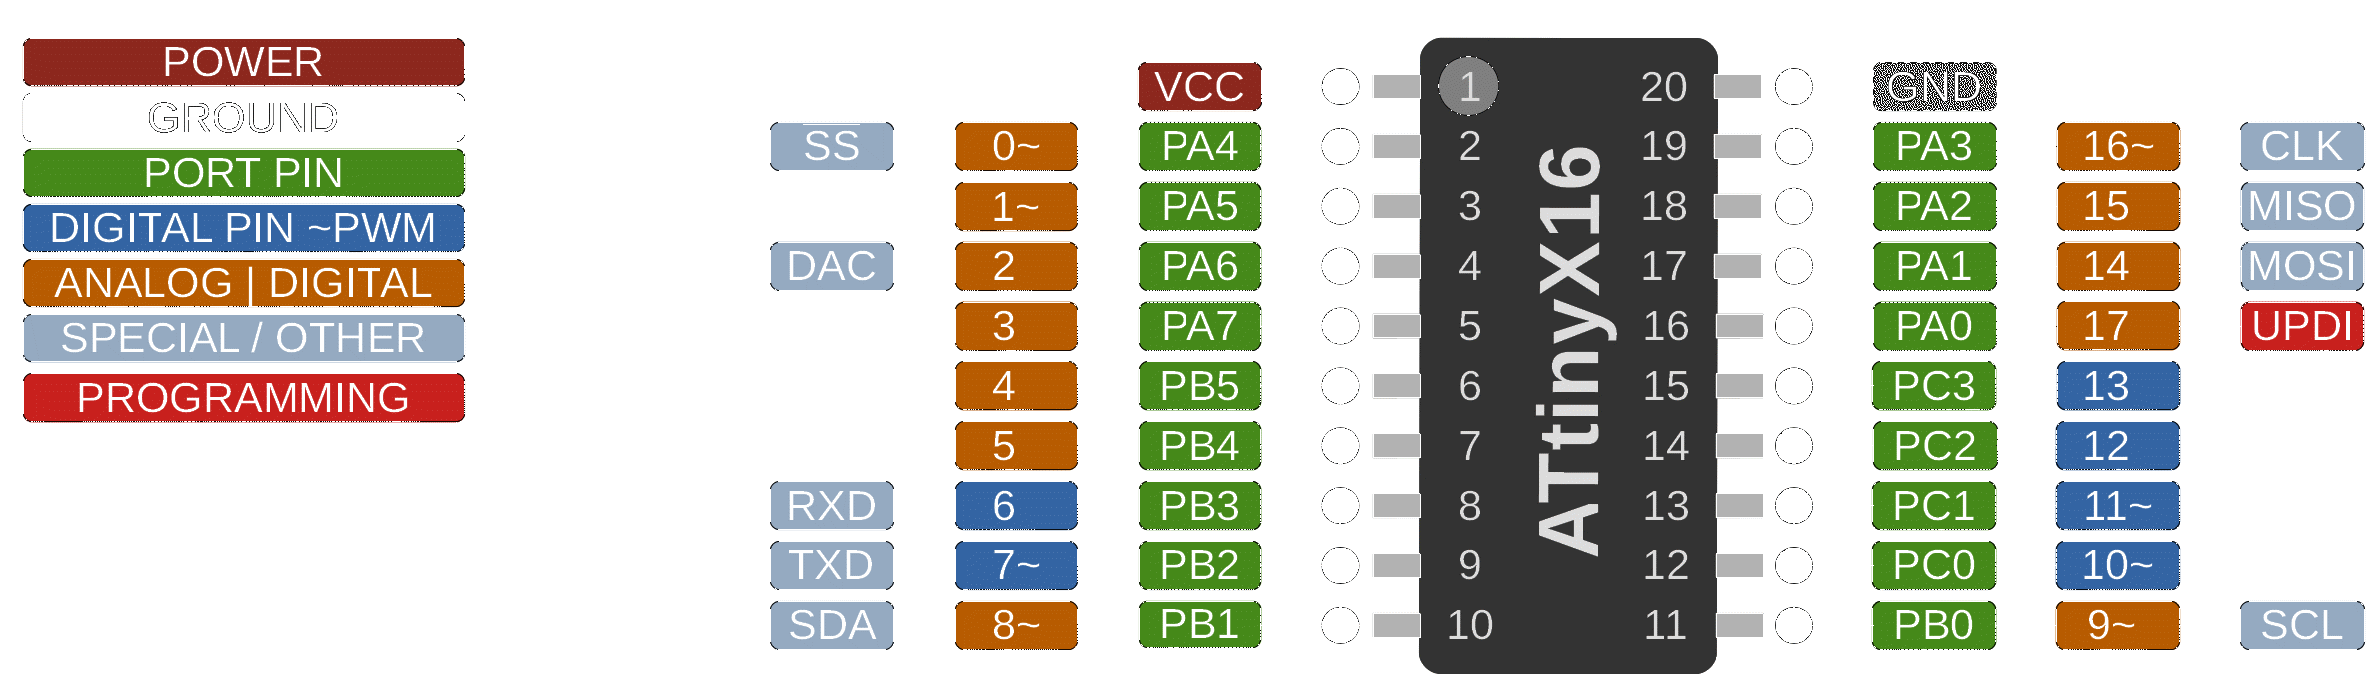 POWER
GROUND
PORT PIN
DIGITAL PIN ~PWM
ANALOG | DIGITAL
SPECIAL / OTHER
PROGRAMMING
VCC 1 20 GND
SS 0~ PA4 2 19 PA3 16~ CLK
1~ PA5 3 18 PA2 15 MISO
DAC 2 PA6 4 17 PA1 14 MOSI
3 PA7 5 16 PA0 17 UPDI
4 PB5 6 15 PC3 13
5 PB4 7 14 PC2 12
RXD 6 PB3 8 13 PC1 11~
TXD 7~ PB2 9 12 PC0 10~
SDA 8~ PB1 10 11 PB0 9~ SCL
ATtinyX16